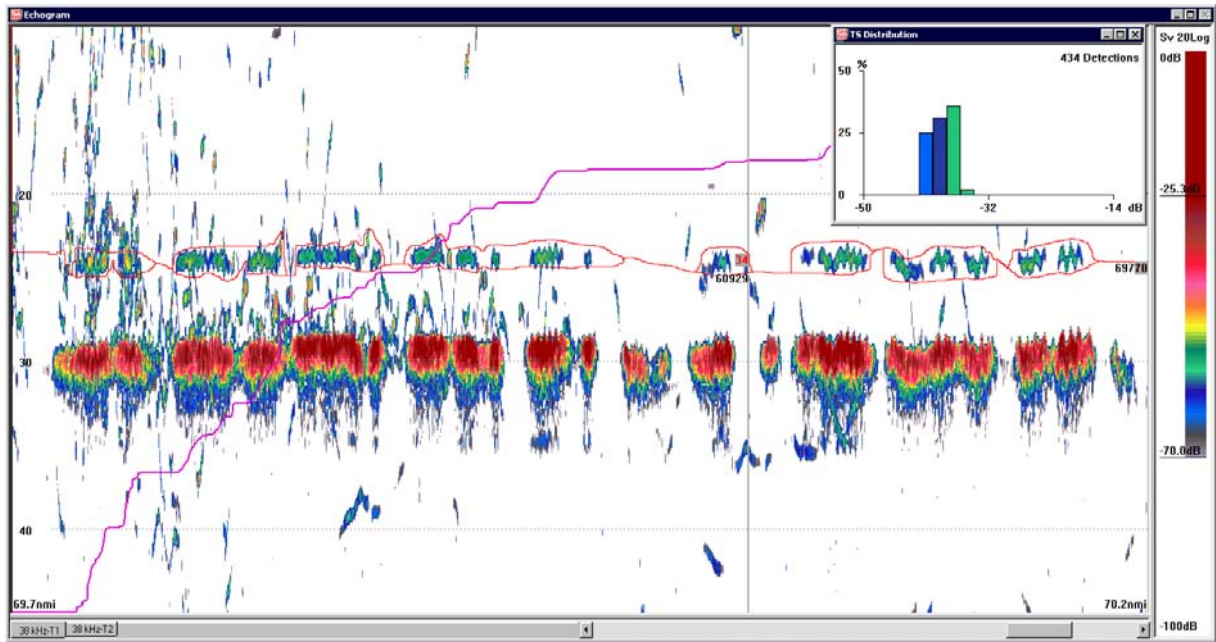 Echogram
Sv 20Log
0dB
-25.3dB
-70.0dB
-100dB
TS Distribution
434 Detections
50
%
25
0
-50
-32
-14 dB
20
30
40
34
60929
69770
69.7nmi
70.2nmi
38 kHz-T1
38 kHz-T2